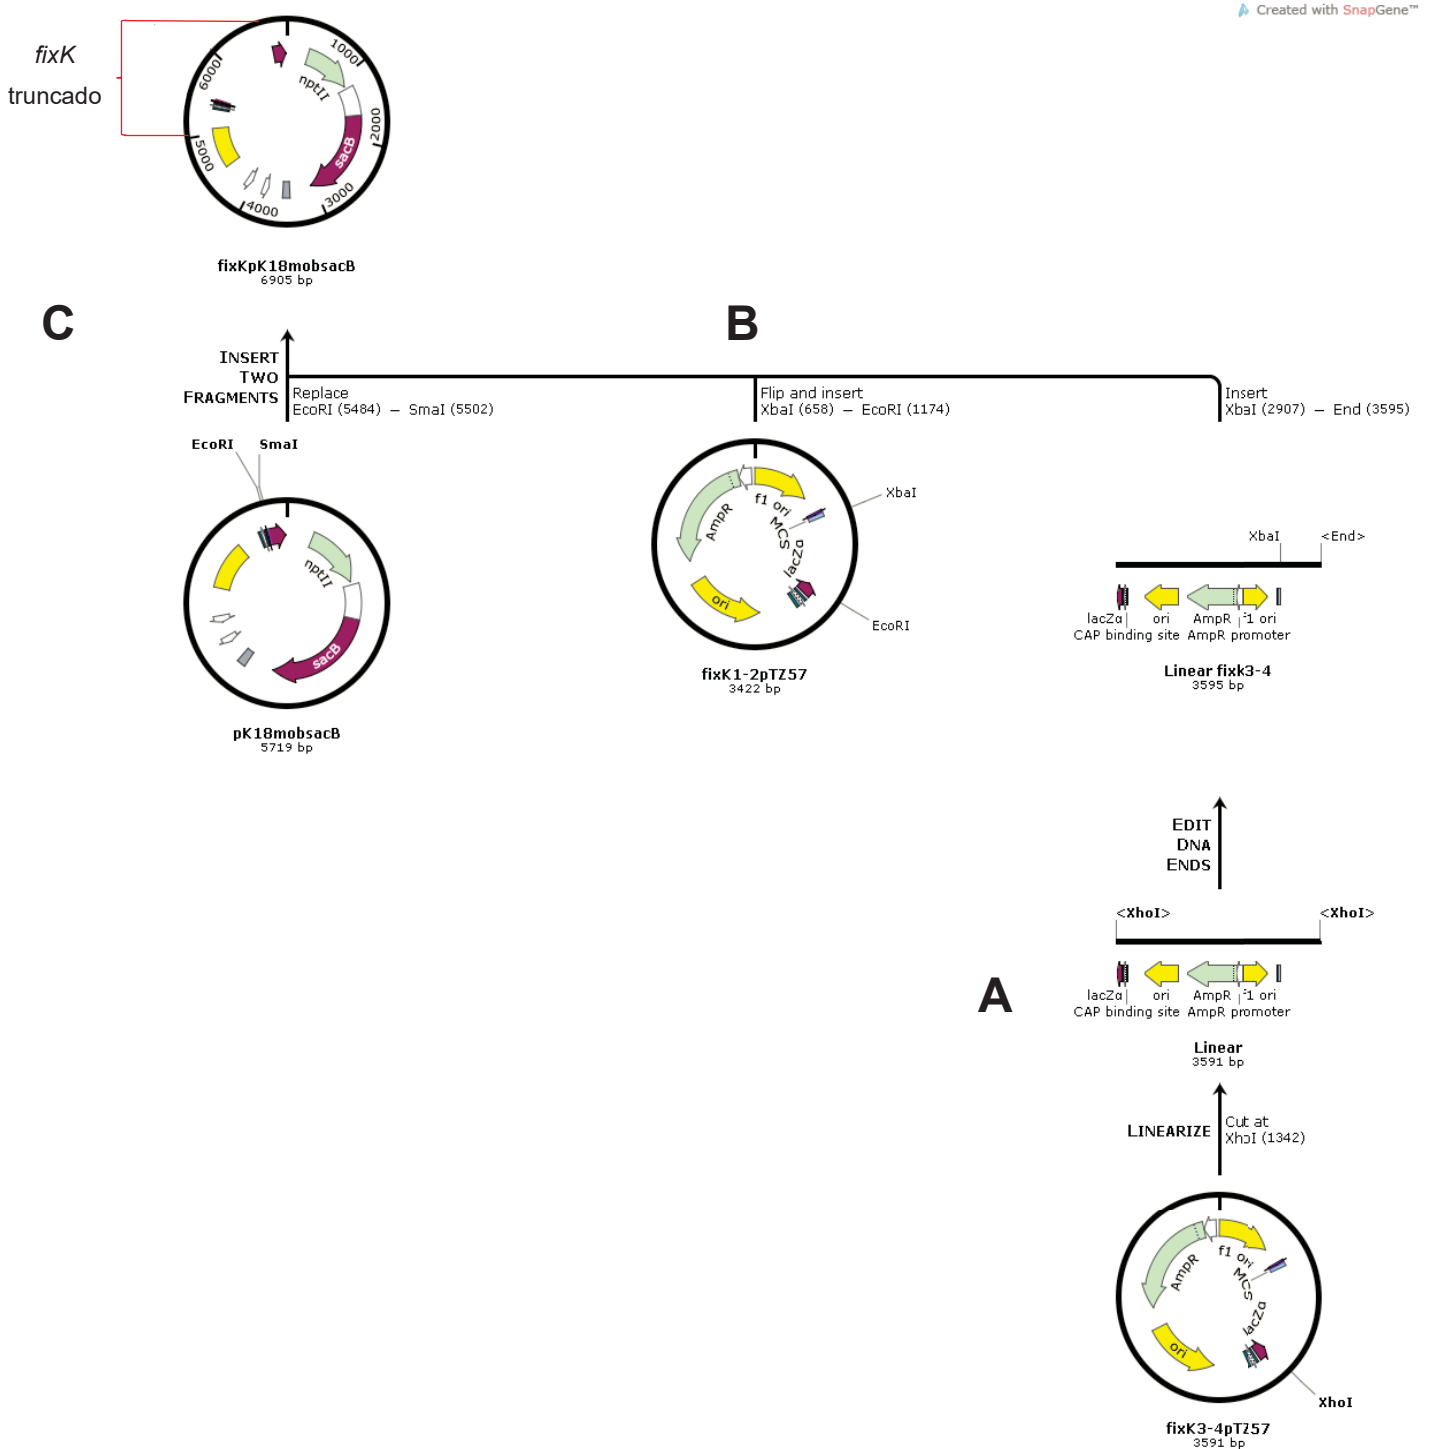 Created with SnapGene™
fixK
truncado
1000
2000
3000
4000
5000
6000
nptII
sacB
fixKpK18mobsacB
6905 bp
C
B
INSERT
TWO
FRAGMENTS
Replace
EcoRI (5484) – SmaI (5502)
Flip and insert
XbaI (658) – EcoRI (1174)
Insert
XbaI (2907) – End (3595)
EcoRI SmaI
nptII
sacB
pK18mobsacB
5719 bp
XbaI
EcoRI
AmpR
f1 ori
MCS
lacZα
ori
fixK1-2pTZ57
3422 bp
XbaI <End>
lacZα ori AmpR f1 ori
CAP binding site AmpR promoter
Linear fixk3-4
3595 bp
EDIT
DNA
ENDS
<XhoI> <XhoI>
A
lacZα ori AmpR f1 ori
CAP binding site AmpR promoter
Linear
3591 bp
LINEARIZE
Cut at
XhoI (1342)
AmpR
f1 ori
MCS
lacZα
ori
XhoI
fixK3-4pTZ57
3591 bp